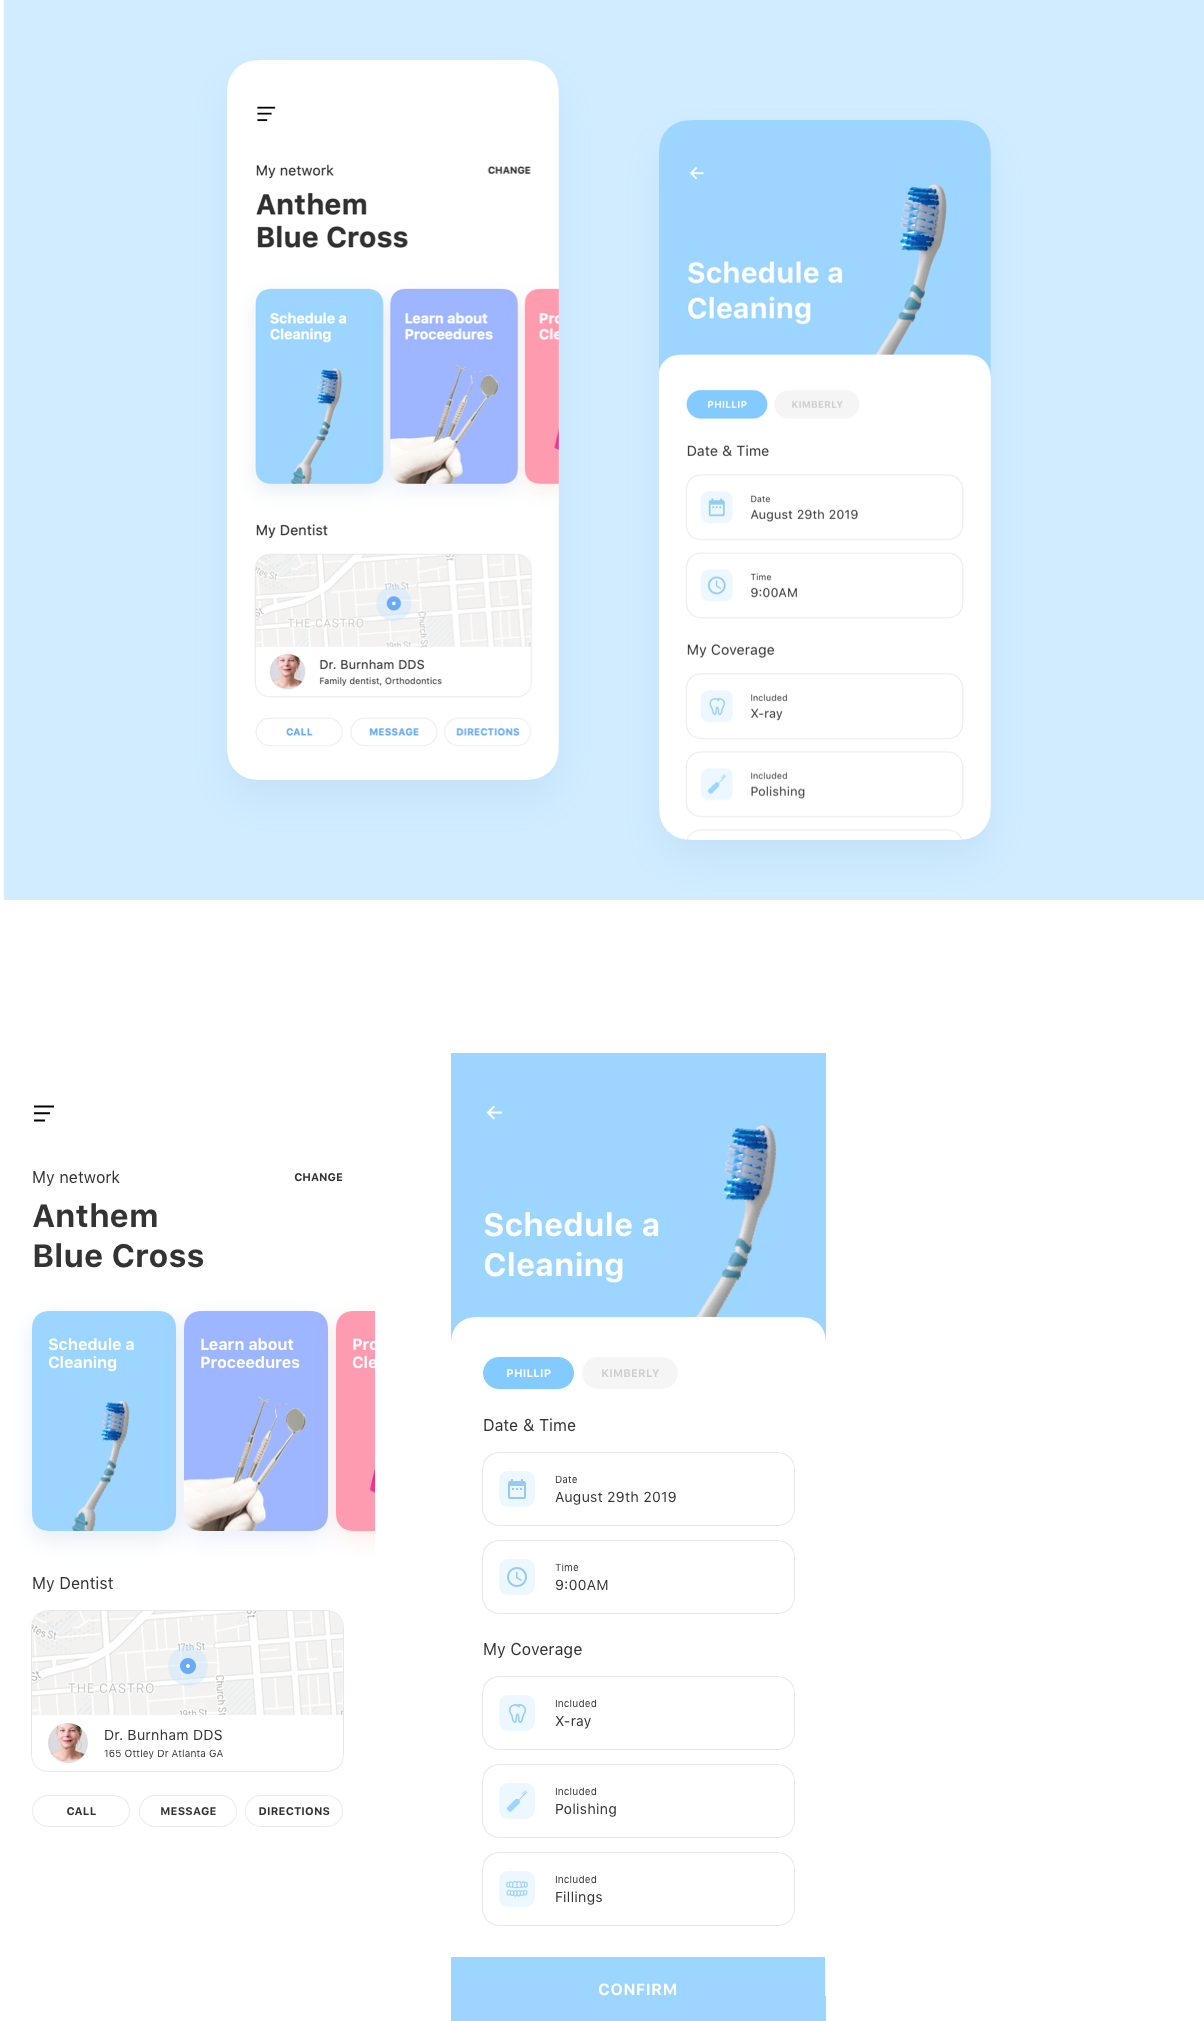 My network
CHANGE
Anthem
Blue Cross
Schedule a
Cleaning
Learn about
Proceedures
Pro
Cle
My Dentist
ates St
17th St
THE CASTRO
Church St
19th St
Dr. Burnham DDS
Family dentist, Orthodontics
CALL
MESSAGE
DIRECTIONS
Schedule a
Cleaning
PHILLIP
KIMBERLY
Date & Time
Date
August 29th 2019
Time
9:00AM
My Coverage
Included
X-ray
Included
Polishing
My network
CHANGE
Anthem
Blue Cross
Schedule a
Cleaning
Learn about
Proceedures
Pro
Cle
My Dentist
ates St
17th St
THE CASTRO
Church St
19th St
Dr. Burnham DDS
165 Ottley Dr Atlanta GA
CALL
MESSAGE
DIRECTIONS
Schedule a
Cleaning
PHILLIP
KIMBERLY
Date & Time
Date
August 29th 2019
Time
9:00AM
My Coverage
Included
X-ray
Included
Polishing
Included
Fillings
CONFIRM